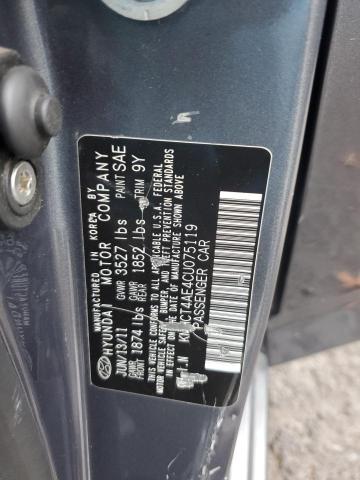 MANUFACTURED IN KOREA BY
HYUNDAI MOTOR COMPANY
JUN/13/11 GVWR 3527 lbs PAINT SAE
GAWR FRONT 1874 lbs GAWR REAR 1852 lbs TRIM 9Y
THIS VEHICLE CONFORMS TO ALL APPLICABLE U.S.A. FEDERAL
MOTOR VEHICLE SAFETY, BUMPER, AND THEFT PREVENTION
STANDARDS IN EFFECT ON THE DATE OF MANUFACTURE SHOWN ABOVE
CT4AE4CU075119
PASSENGER CAR